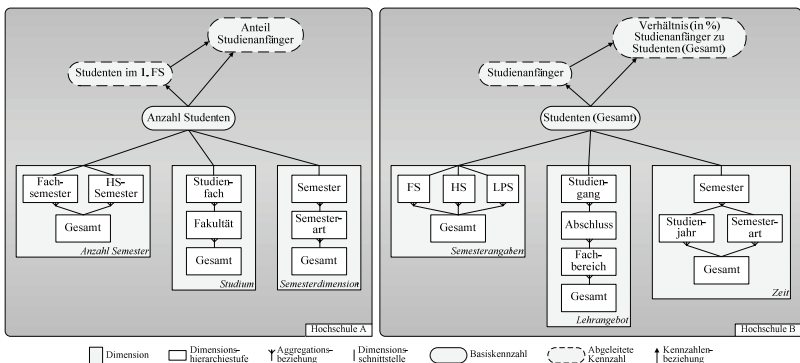 Anteil
Studienanfänger
Studenten im 1. FS
Anzahl Studenten
Fach-
semester
HS-
Semester
Gesamt
Anzahl Semester
Studien-
fach
Fakultät
Gesamt
Studium
Semester
Semester-
art
Gesamt
Semesterdimension
Hochschule A
Verhältnis (in %)
Studienanfänger zu
Studenten (Gesamt)
Studienanfänger
Studenten (Gesamt)
FS
HS
LPS
Gesamt
Semesterangaben
Studien-
gang
Abschluss
Fach-
bereich
Gesamt
Lehrangebot
Semester
Studien-
jahr
Semester-
art
Gesamt
Zeit
Hochschule B
Dimension
Dimensions-
hierarchiestufe
Aggregations-
beziehung
Dimensions-
schnittstelle
Basiskennzahl
Abgeleitete
Kennzahl
Kennzahlen-
beziehung